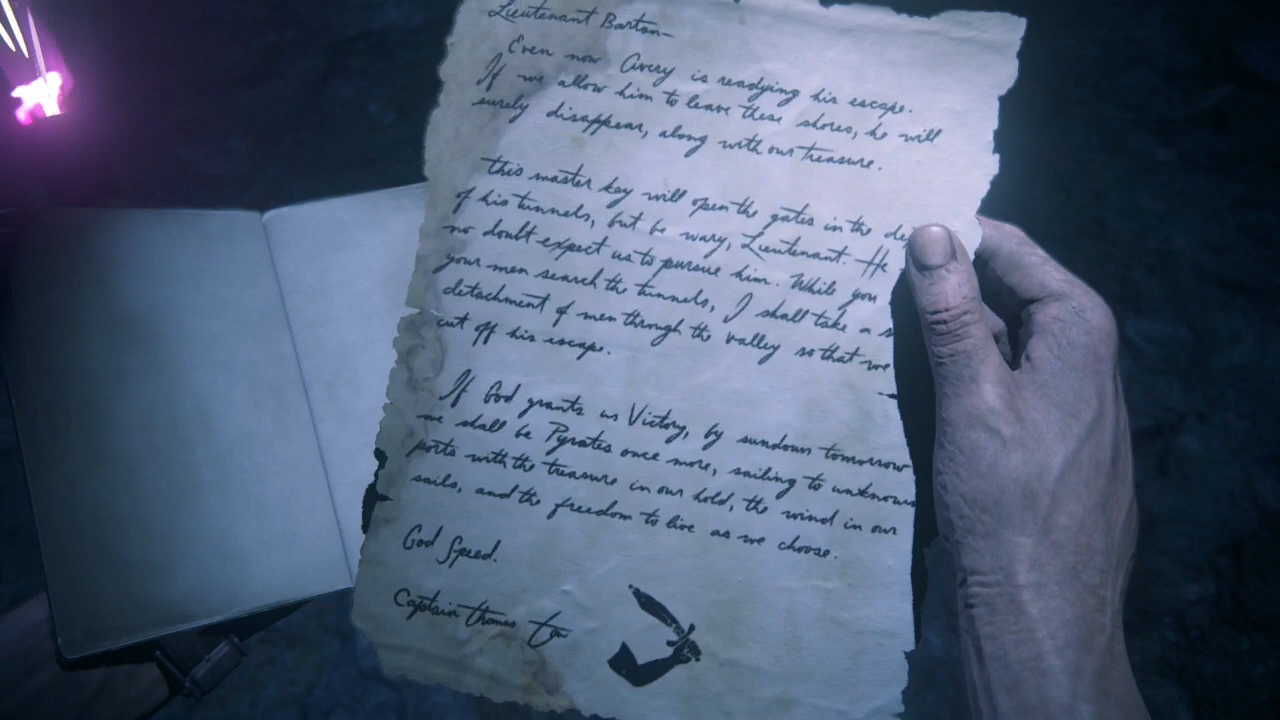 Lieutenant Barton—
Even now Avery is readying his escape.
If we allow him to leave these shores, he will
surely disappear, along with our treasure.
This master key will open the gates in the de
of his tunnels, but be wary, Lieutenant. He
no doubt expect us to pursue him. While you
your men search the tunnels, I shall take a s
detachment of men through the valley so that we
cut off his escape.
If God grants us Victory, by sundown tomorrow
we shall be Pyrates once more, sailing to unknown
ports with the treasure in our hold, the wind in our
sails, and the freedom to live as we choose.
God Speed.
Captain Thomas Tew